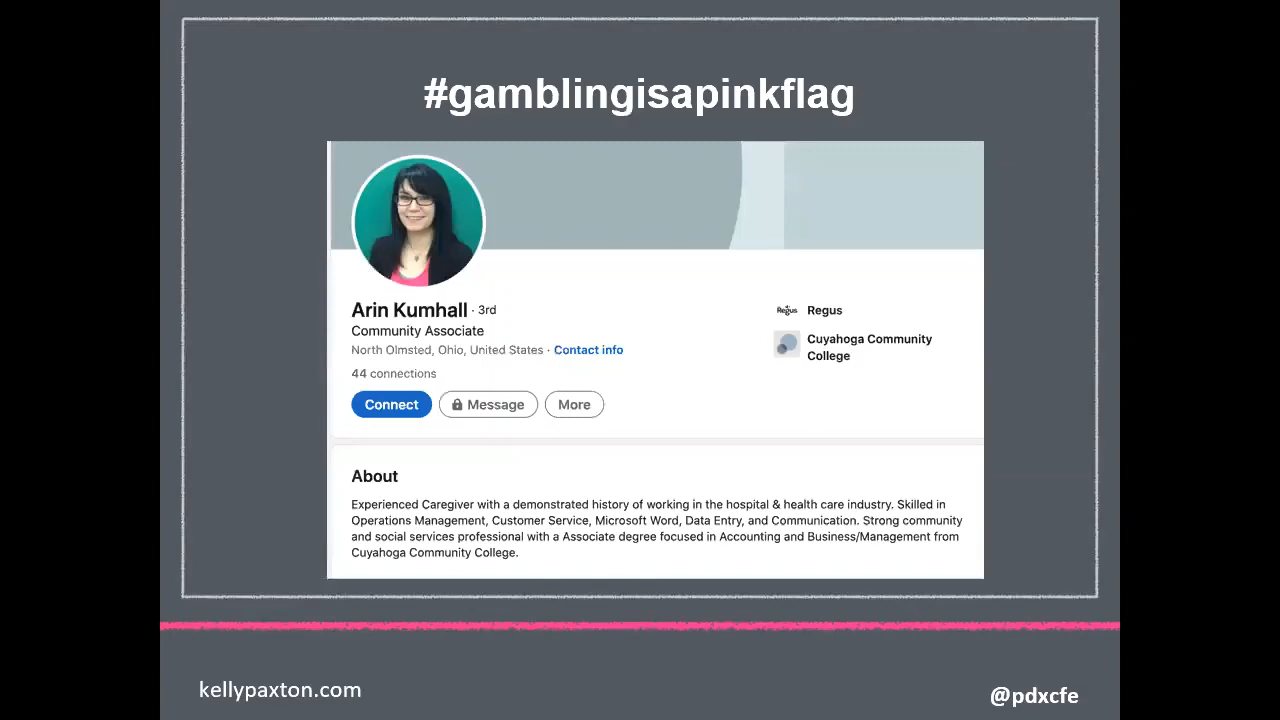 #gamblingisapinkflag
Arin Kumhall · 3rd
Community Associate
North Olmsted, Ohio, United States · Contact info
44 connections
Connect
Message
More
Regus
Regus
Cuyahoga Community
College
About
Experienced Caregiver with a demonstrated history of working in the hospital & health care industry. Skilled in
Operations Management, Customer Service, Microsoft Word, Data Entry, and Communication. Strong community
and social services professional with a Associate degree focused in Accounting and Business/Management from
Cuyahoga Community College.
kellypaxton.com
@pdxcfe